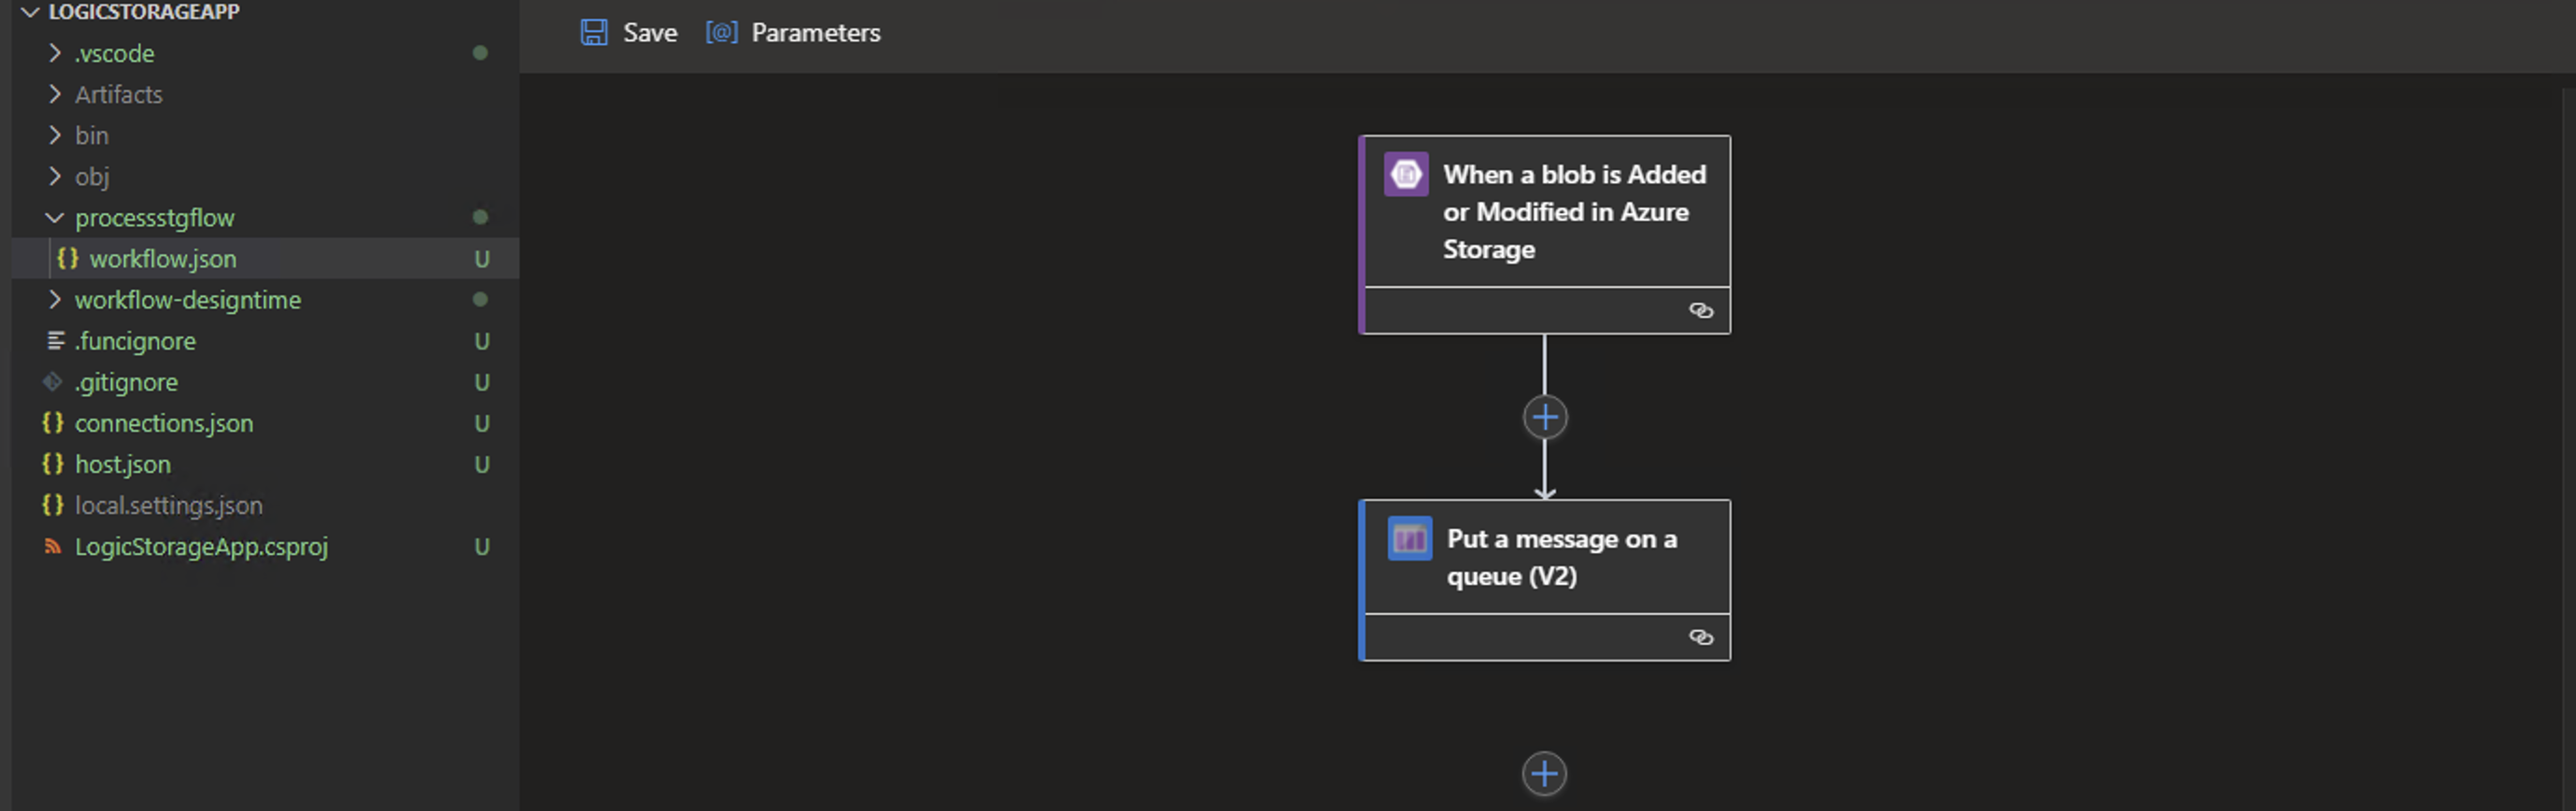 LOGICSTORAGEAPP
.vscode
Artifacts
bin
obj
processstgflow
{} workflow.json U
workflow-designtime
.funcignore U
.gitignore U
{} connections.json U
{} host.json U
{} local.settings.json
LogicStorageApp.csproj U
Save [@] Parameters
When a blob is Added
or Modified in Azure
Storage
Put a message on a
queue (V2)